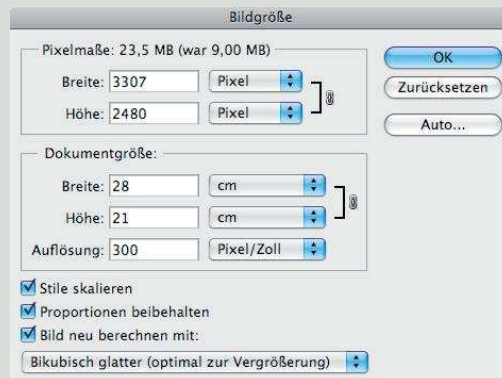 Bildgröße
Pixelmaße: 23,5 MB (war 9,00 MB)
OK
Breite: 3307 Pixel
Zurücksetzen
Höhe: 2480 Pixel
Auto...
Dokumentgröße:
Breite: 28 cm
Höhe: 21 cm
Auflösung: 300 Pixel/Zoll
Stile skalieren
Proportionen beibehalten
Bild neu berechnen mit:
Bikubisch glatter (optimal zur Vergrößerung)